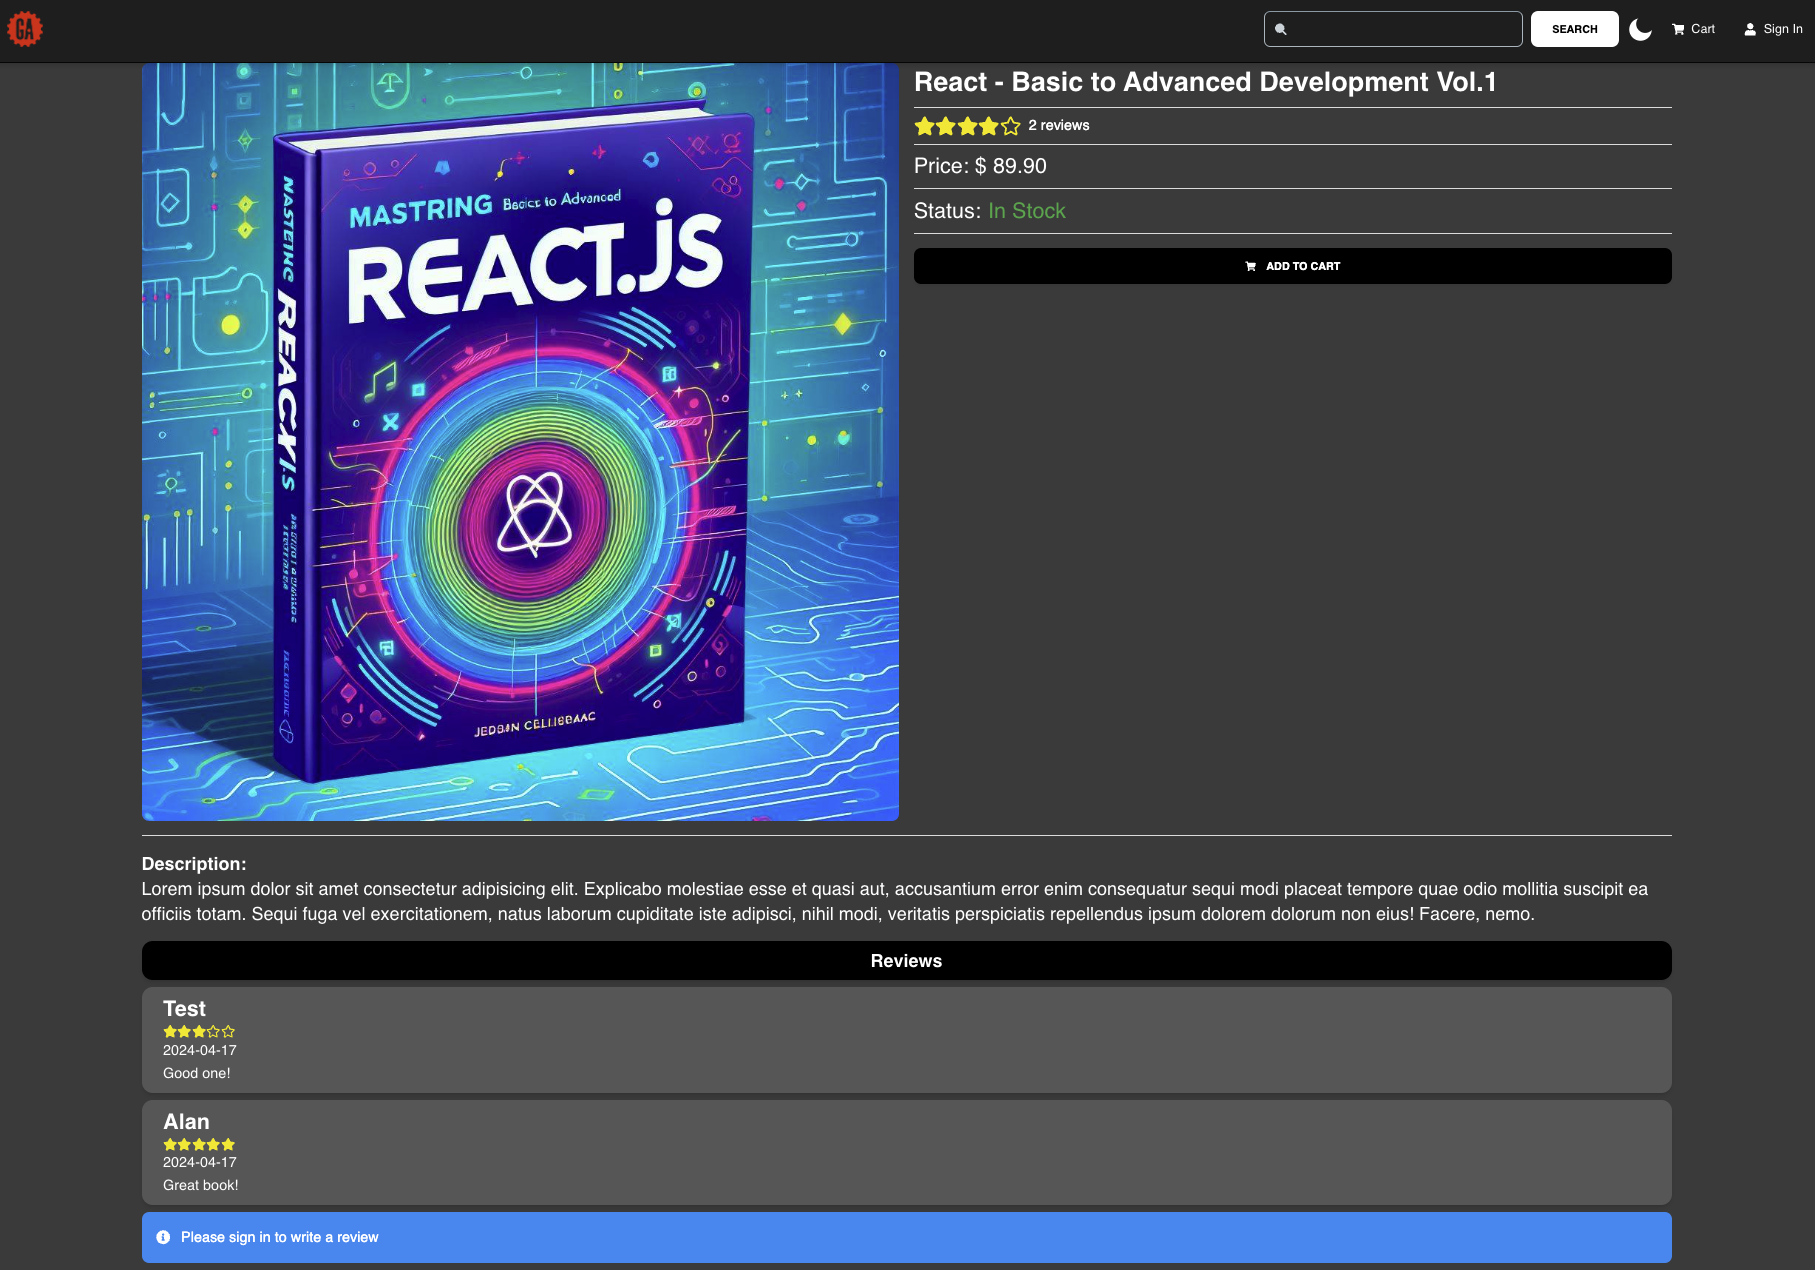 GA
SEARCH
Cart
Sign In
React - Basic to Advanced Development Vol.1
2 reviews
Price: $ 89.90
Status: In Stock
ADD TO CART
MASTRING Basics to Advanced
REACT.JS
Description:
Lorem ipsum dolor sit amet consectetur adipisicing elit. Explicabo molestiae esse et quasi aut, accusantium error enim consequatur sequi modi placeat tempore quae odio mollitia suscipit ea
officiis totam. Sequi fuga vel exercitationem, natus laborum cupiditate iste adipisci, nihil modi, veritatis perspiciatis repellendus ipsum dolorem dolorum non eius! Facere, nemo.
Reviews
Test
2024-04-17
Good one!
Alan
2024-04-17
Great book!
Please sign in to write a review